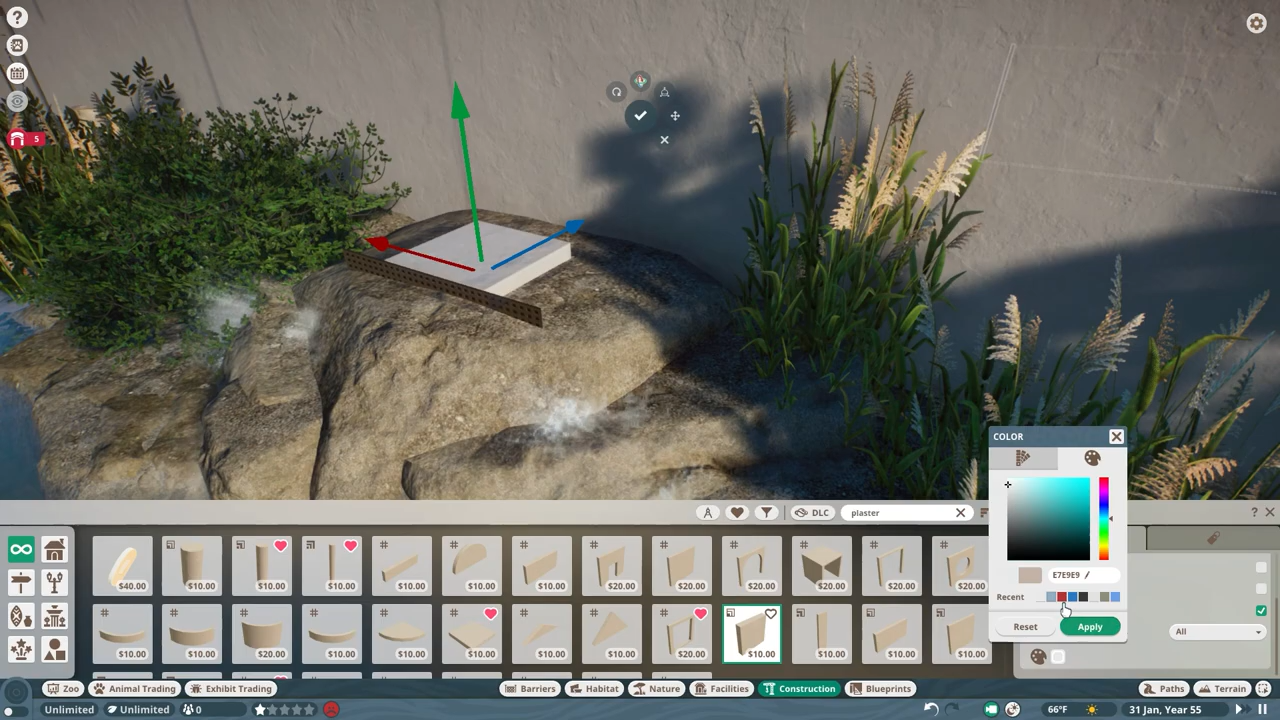 ?
5
COLOR
E7E9E9 /
Recent
Reset
Apply
DLC
plaster
?
$40.00
$10.00
$10.00
$10.00
$10.00
$10.00
$10.00
$20.00
$20.00
$20.00
$20.00
$20.00
$20.00
$10.00
$10.00
$20.00
$10.00
$10.00
$10.00
$10.00
$10.00
$20.00
$10.00
$10.00
$10.00
$10.00
All
Zoo
Animal Trading
Exhibit Trading
Barriers
Habitat
Nature
Facilities
Construction
Blueprints
Paths
Terrain
Unlimited
Unlimited
0
66°F
31 Jan, Year 55